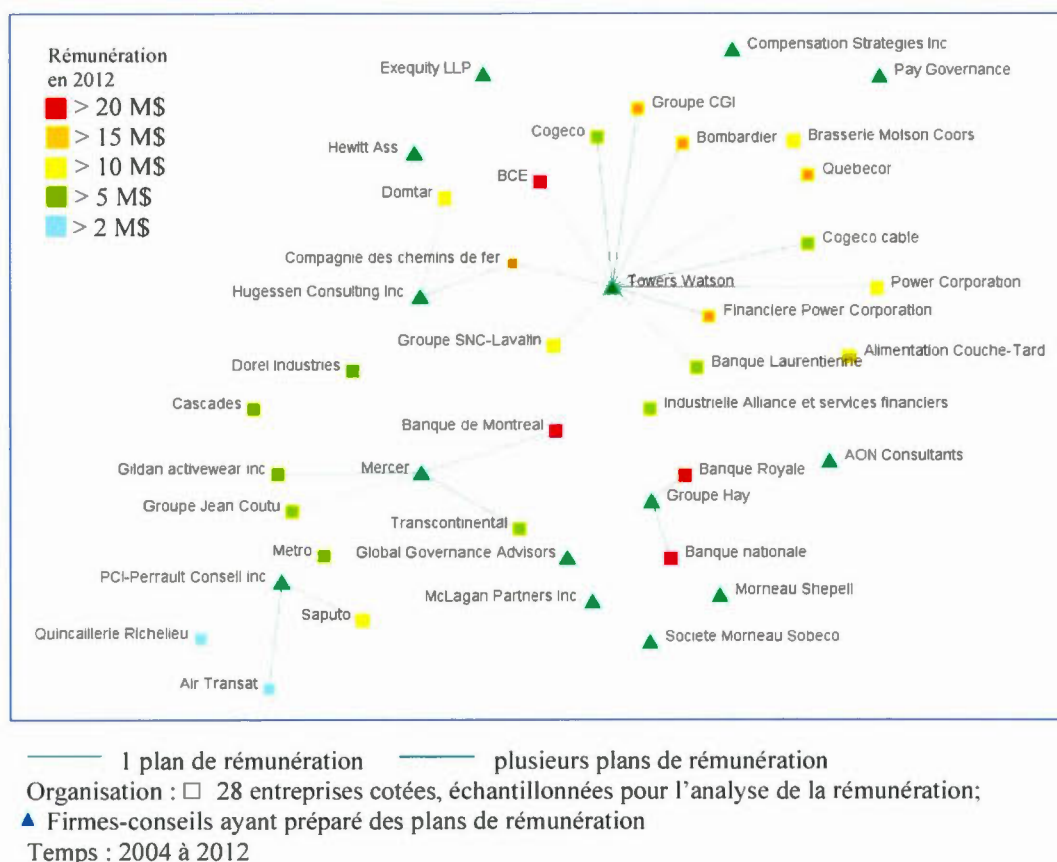 Rémunération
en 2012
> 20 M$
> 15 M$
> 10 M$
> 5 M$
> 2 M$
Compensation Strategies Inc
Exequity LLP
Pay Governance
Groupe CGI
Cogeco
Bombardier
Brasserie Molson Coors
Hewitt Ass
BCE
Quebecor
Domtar
Cogeco cable
Compagnie des chemins de fer
Towers Watson
Power Corporation
Hugessen Consulting Inc
Financiere Power Corporation
Groupe SNC-Lavalin
Alimentation Couche-Tard
Dorel Industries
Banque Laurentienne
Cascades
Industrielle Alliance et services financiers
Banque de Montreal
AON Consultants
Gildan activewear inc
Mercer
Banque Royale
Groupe Hay
Groupe Jean Coutu
Transcontinental
Metro
Global Governance Advisors
Banque nationale
PCI-Perrault Conseil inc
McLagan Partners Inc
Morneau Shepell
Saputo
Quincaillerie Richelieu
Societe Morneau Sobeco
Air Transat
1 plan de rémunération plusieurs plans de rémunération
Organisation : □ 28 entreprises cotées, échantillonnées pour l'analyse de la rémunération;
▲ Firmes-conseils ayant préparé des plans de rémunération
Temps : 2004 à 2012